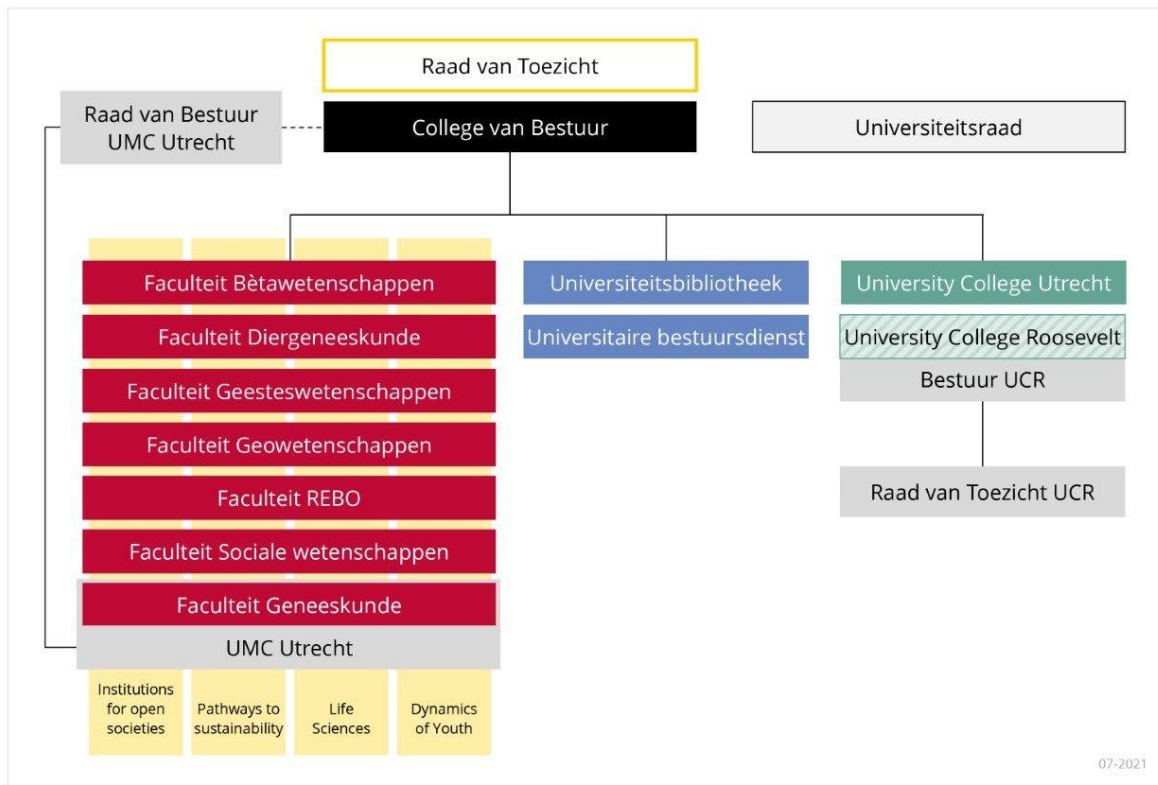 Raad van Toezicht
Raad van Bestuur
UMC Utrecht
College van Bestuur
Universiteitsraad
Faculteit Bètawetenschappen
Faculteit Diergeneeskunde
Faculteit Geesteswetenschappen
Faculteit Geowetenschappen
Faculteit REBO
Faculteit Sociale wetenschappen
Faculteit Geneeskunde
UMC Utrecht
Institutions
for open
societies
Pathways to
sustainability
Life
Sciences
Dynamics
of Youth
Universiteitsbibliotheek
Universitaire bestuursdienst
University College Utrecht
University College Roosevelt
Bestuur UCR
Raad van Toezicht UCR
07-2021